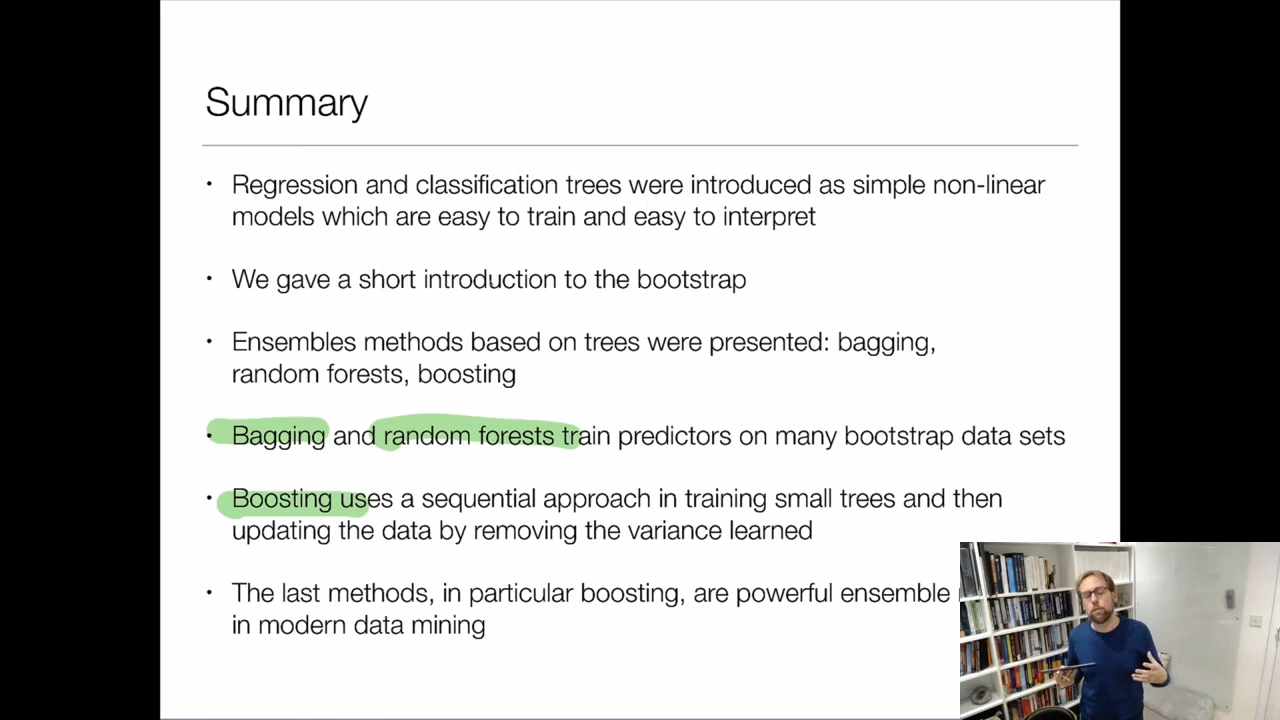 Summary
• Regression and classification trees were introduced as simple non-linear
models which are easy to train and easy to interpret
• We gave a short introduction to the bootstrap
• Ensembles methods based on trees were presented: bagging,
random forests, boosting
• Bagging and random forests train predictors on many bootstrap data sets
• Boosting uses a sequential approach in training small trees and then
updating the data by removing the variance learned
• The last methods, in particular boosting, are powerful ensemble
in modern data mining